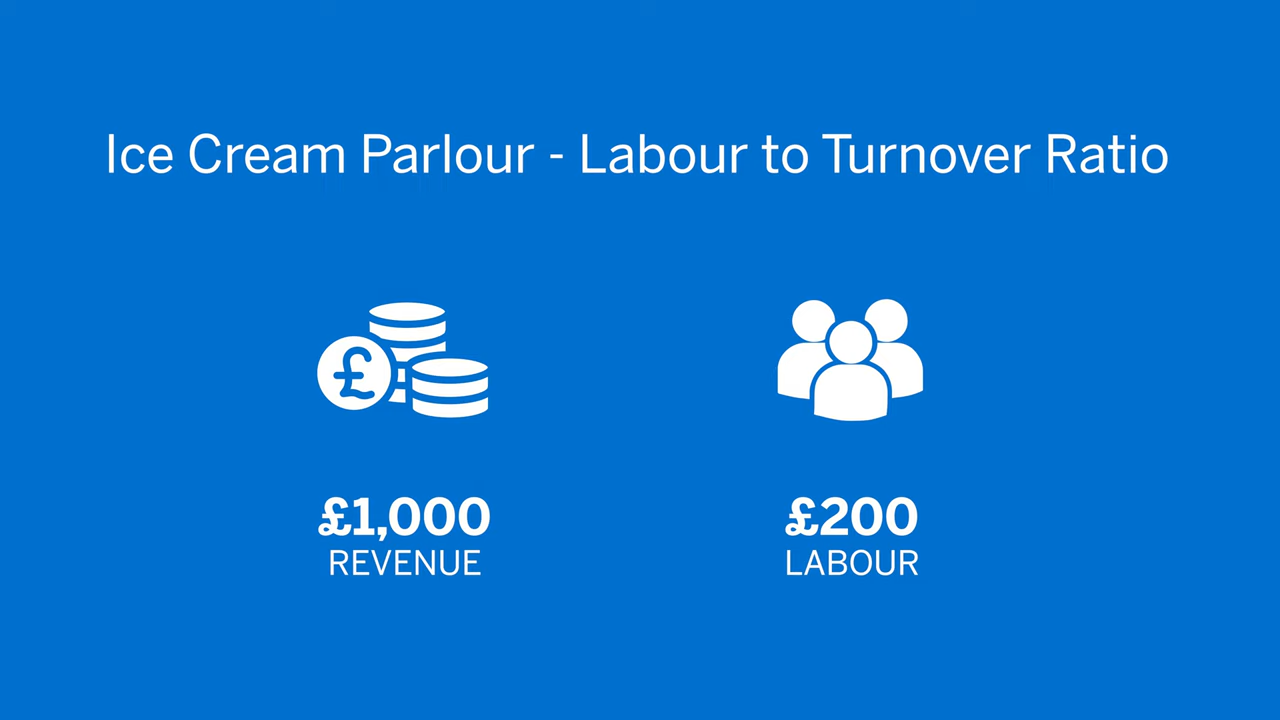 Ice Cream Parlour - Labour to Turnover Ratio
£
£1,000
REVENUE
£200
LABOUR